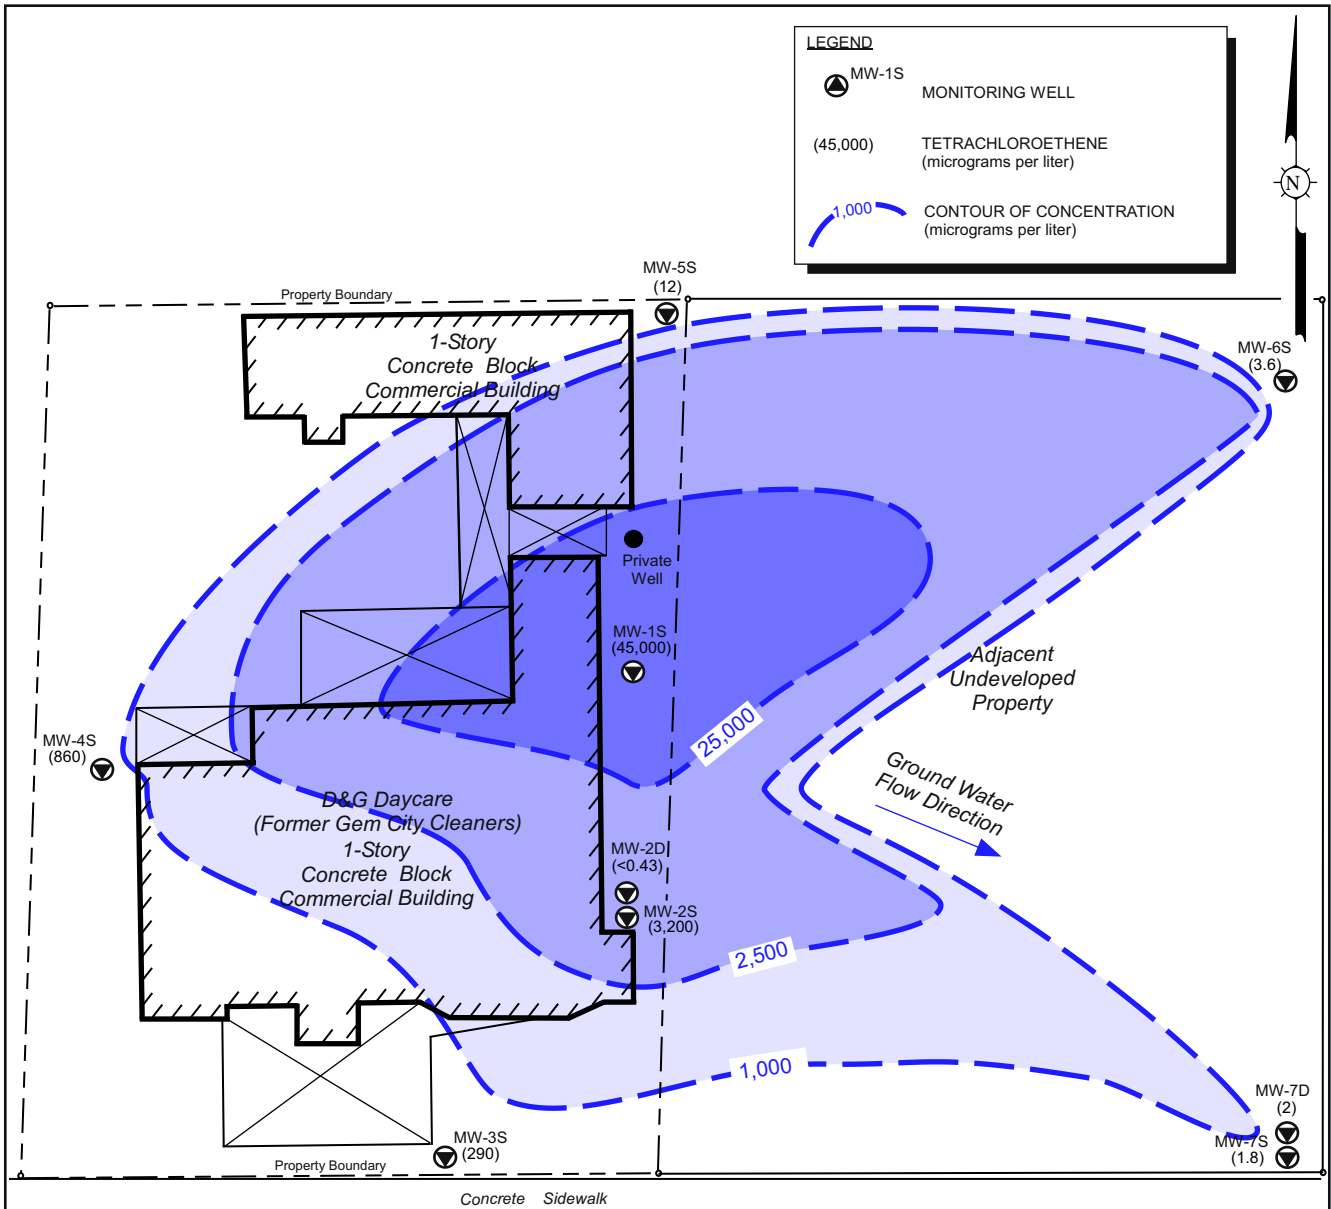 LEGEND
MW-1S
MONITORING WELL
(45,000)
TETRACHLOROETHENE
(micrograms per liter)
1,000
CONTOUR OF CONCENTRATION
(micrograms per liter)
N
MW-5S
(12)
Property Boundary
1-Story
Concrete Block
Commercial Building
MW-6S
(3.6)
Private
Well
MW-1S
(45,000)
Adjacent
Undeveloped
Property
25,000
MW-4S
(860)
Ground Water
Flow Direction
D&G Daycare
(Former Gem City Cleaners)
1-Story
Concrete Block
Commercial Building
MW-2D
(<0.43)
MW-2S
(3,200)
2,500
1,000
MW-7D
(2)
MW-7S
(1.8)
MW-3S
(290)
Property Boundary
Concrete Sidewalk